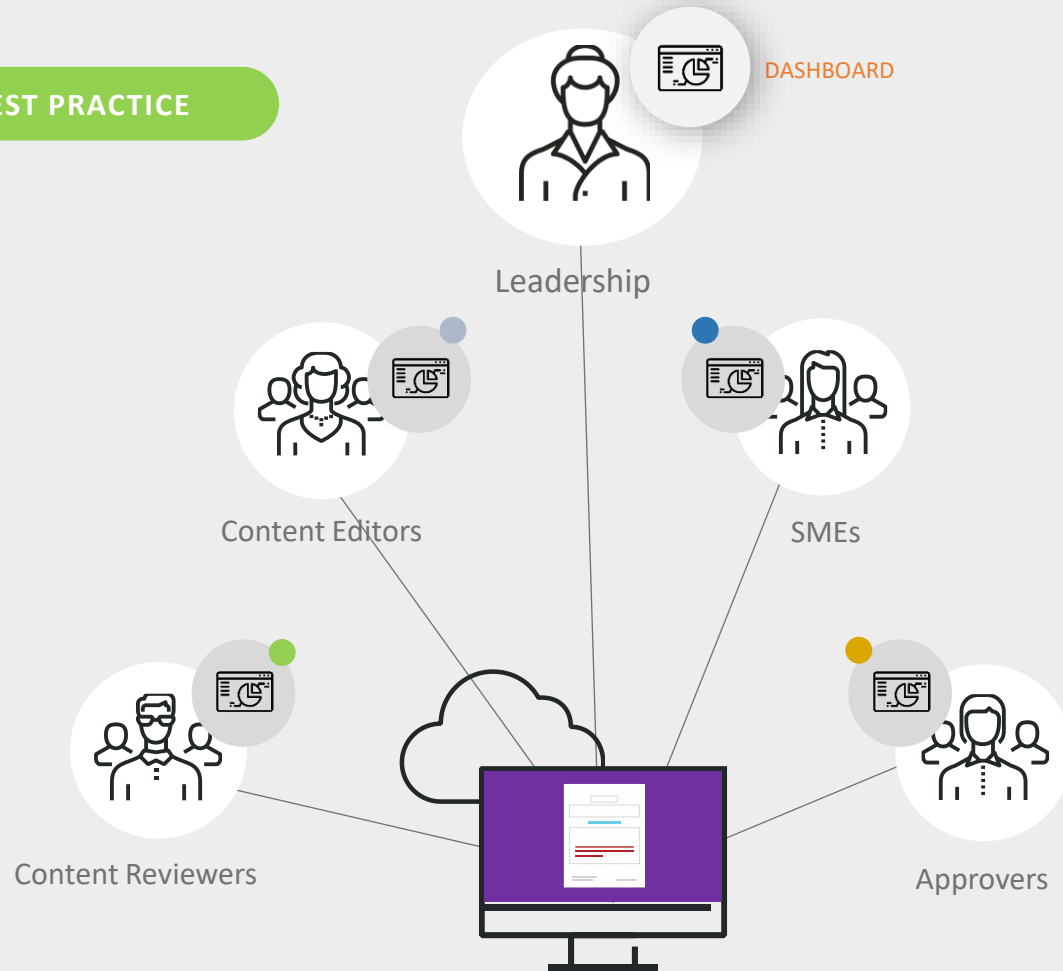 DASHBOARD
EST PRACTICE
Leadership
Content Editors
SMEs
Content Reviewers
Approvers